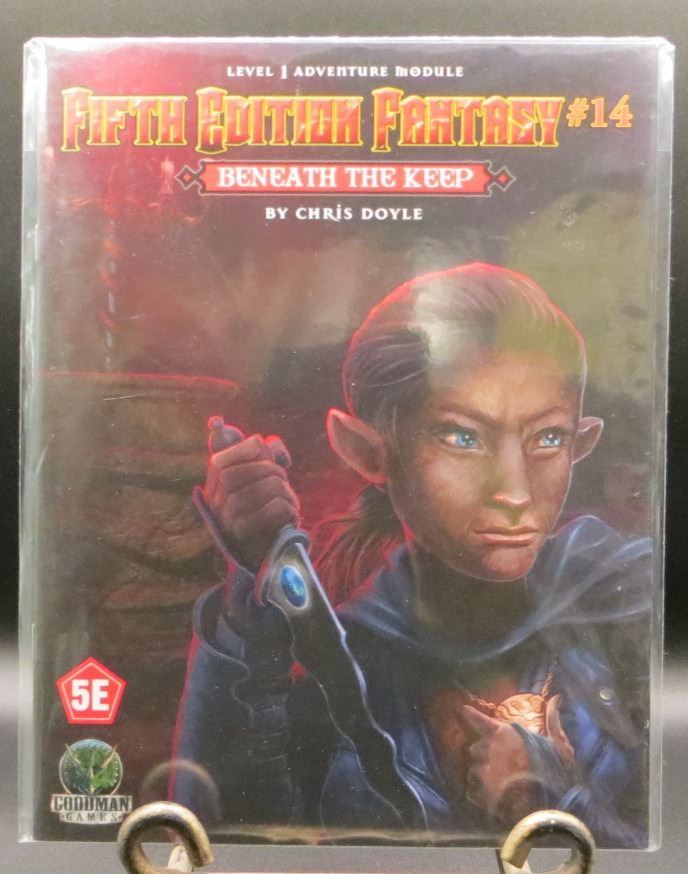 LEVEL 1 ADVENTURE MODULE
FIFTH EDITION FANTASY #14
BENEATH THE KEEP
BY CHRIS DOYLE
5E
GOODMAN
GAMES